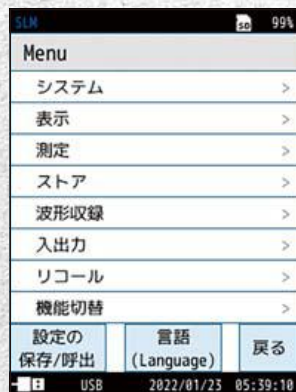 SLM SD 99%
Menu
システム >
表示 >
測定 >
ストア >
波形収録 >
入出力 >
リコール >
機能切替 >
設定の
保存/呼出
言語
(Language)
戻る
USB 2022/01/23 05:39:10